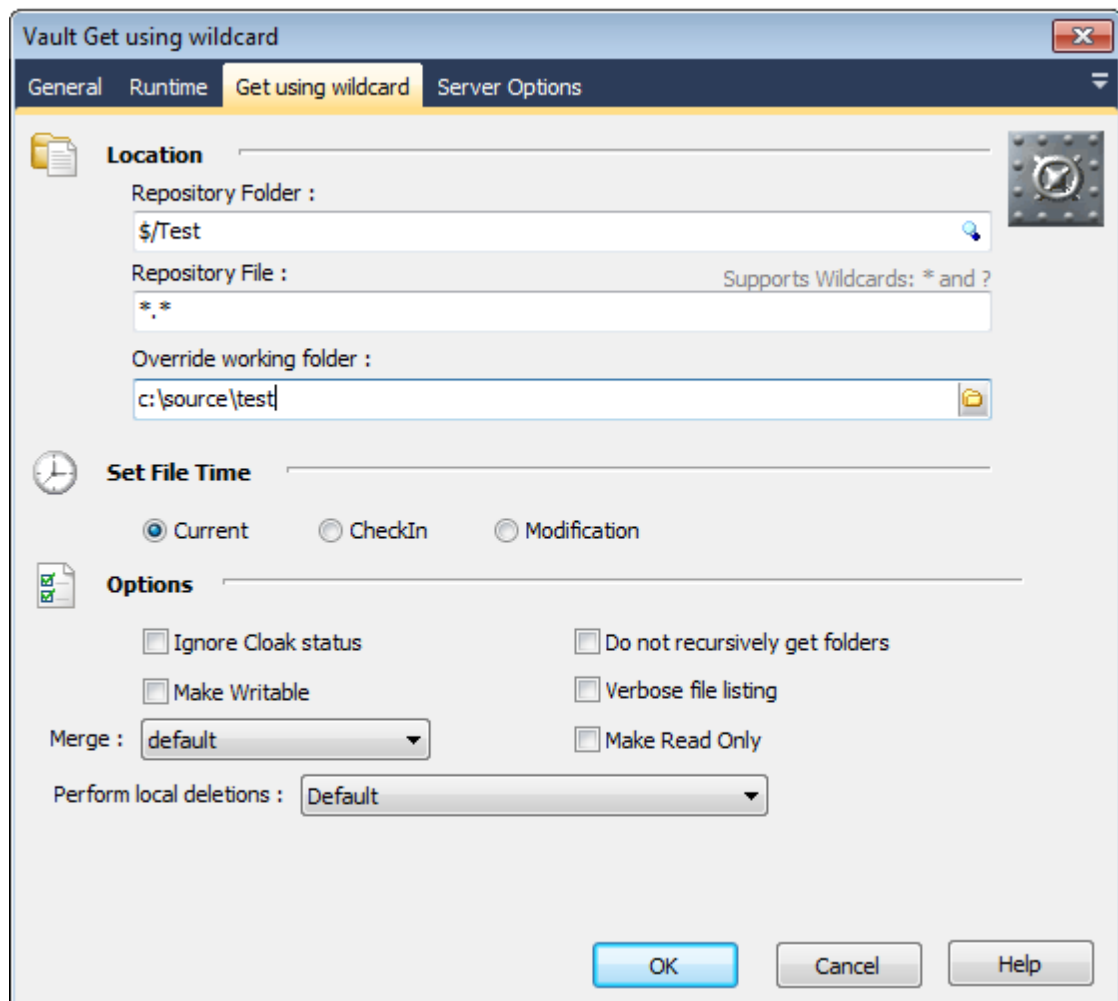 Vault Get using wildcard
General Runtime Get using wildcard Server Options
Location
Repository Folder :
$/Test
Repository File :
Supports Wildcards: * and ?
*.*
Override working folder :
c:\source\test
Set File Time
Current CheckIn Modification
Options
Ignore Cloak status Do not recursively get folders
Make Writable Verbose file listing
Merge : default Make Read Only
Perform local deletions : Default
OK Cancel Help